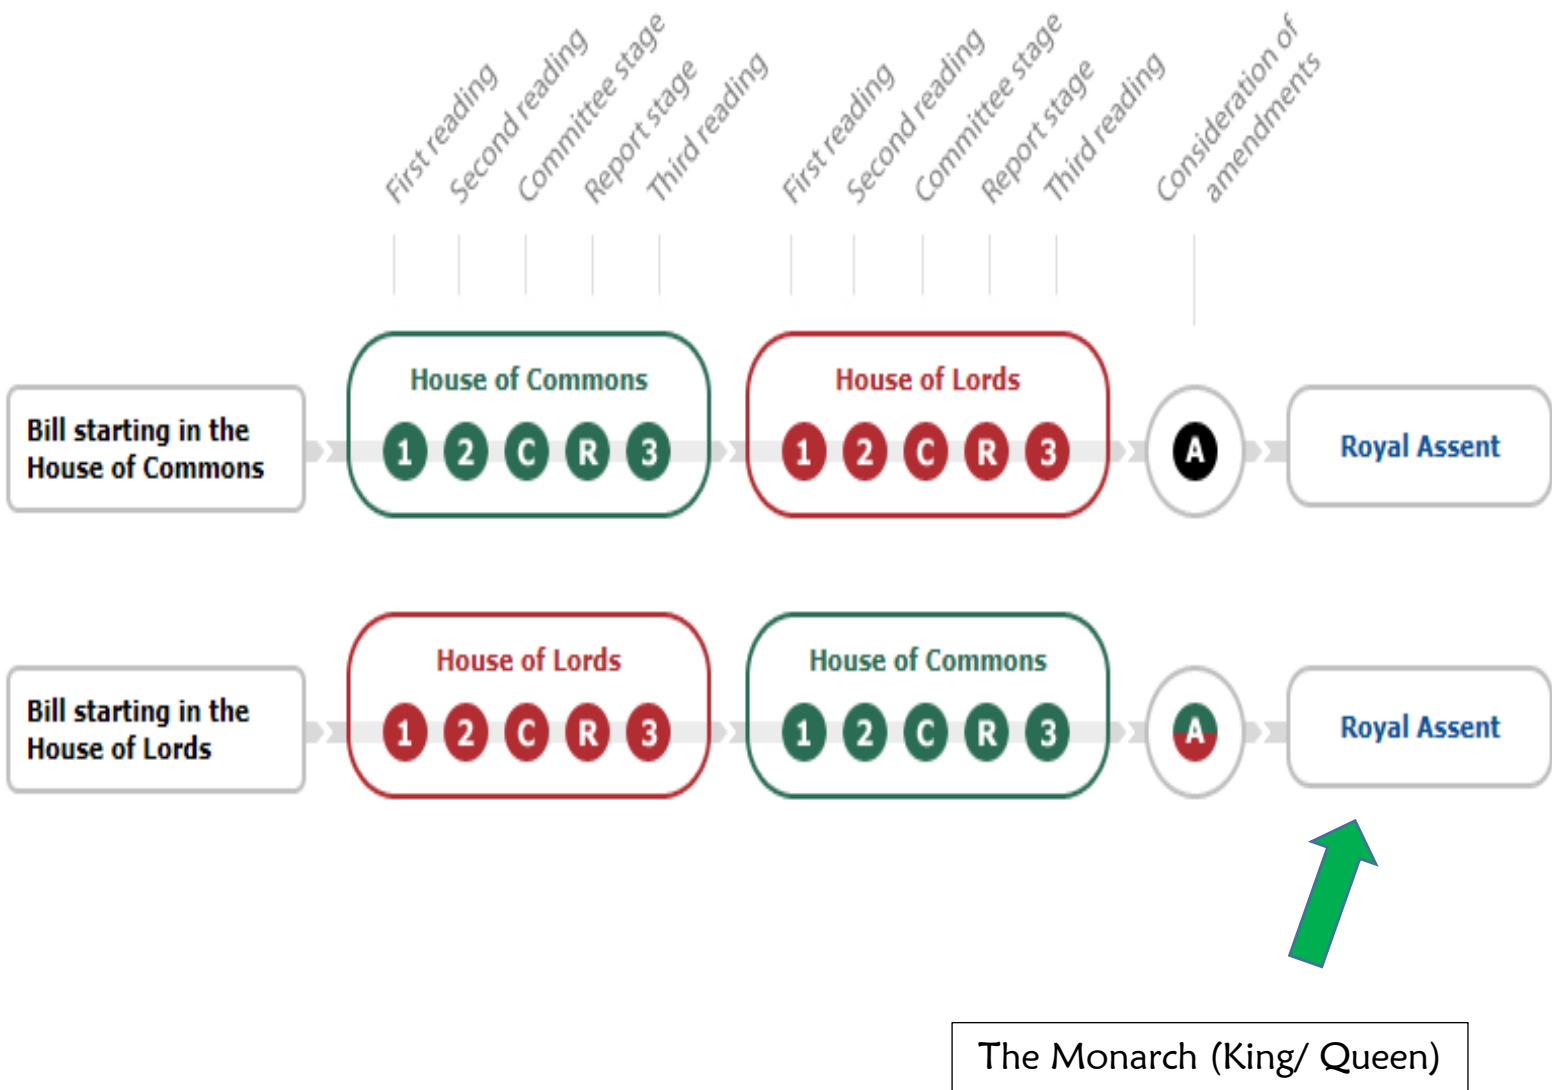 First reading
Second reading
Committee stage
Report stage
Third reading
First reading
Second reading
Committee stage
Report stage
Third reading
Consideration of
amendments
Bill starting in the
House of Commons
House of Commons
1 2 C R 3
House of Lords
1 2 C R 3
A
Royal Assent
Bill starting in the
House of Lords
House of Lords
1 2 C R 3
House of Commons
1 2 C R 3
A
Royal Assent
The Monarch (King/ Queen)